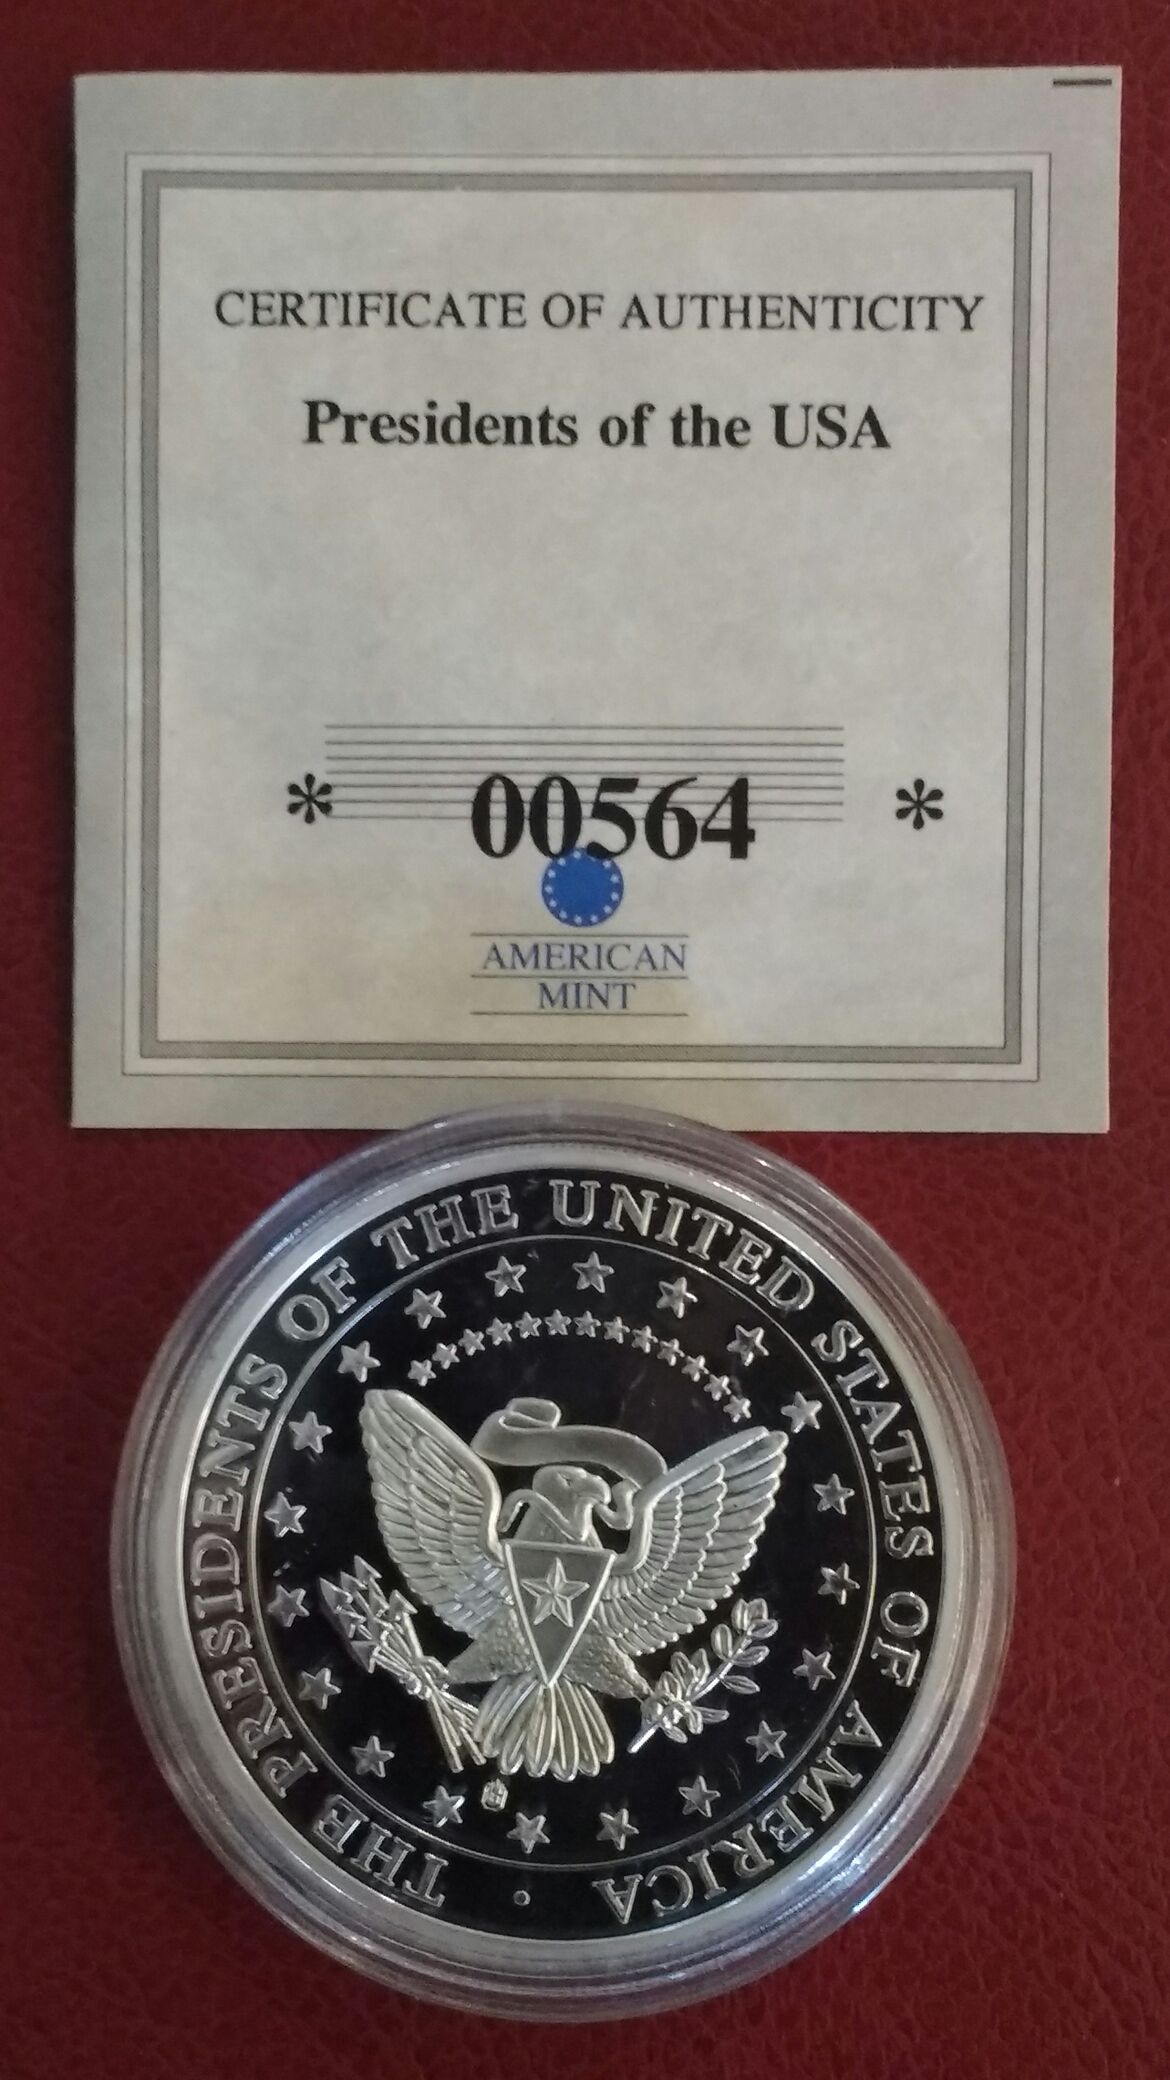 CERTIFICATE OF AUTHENTICITY
Presidents of the USA
* 00564 *
AMERICAN
MINT
THE PRESIDENTS OF THE UNITED STATES OF AMERICA ·